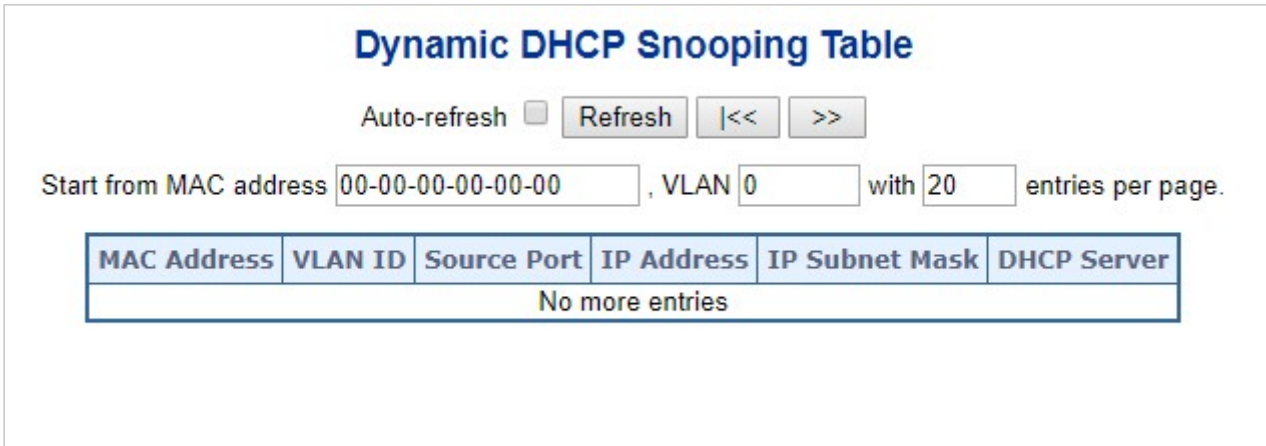 Dynamic DHCP Snooping Table
Auto-refresh Refresh |<< >>
Start from MAC address 00-00-00-00-00-00 , VLAN 0 with 20 entries per page.
MAC Address VLAN ID Source Port IP Address IP Subnet Mask DHCP Server
No more entries